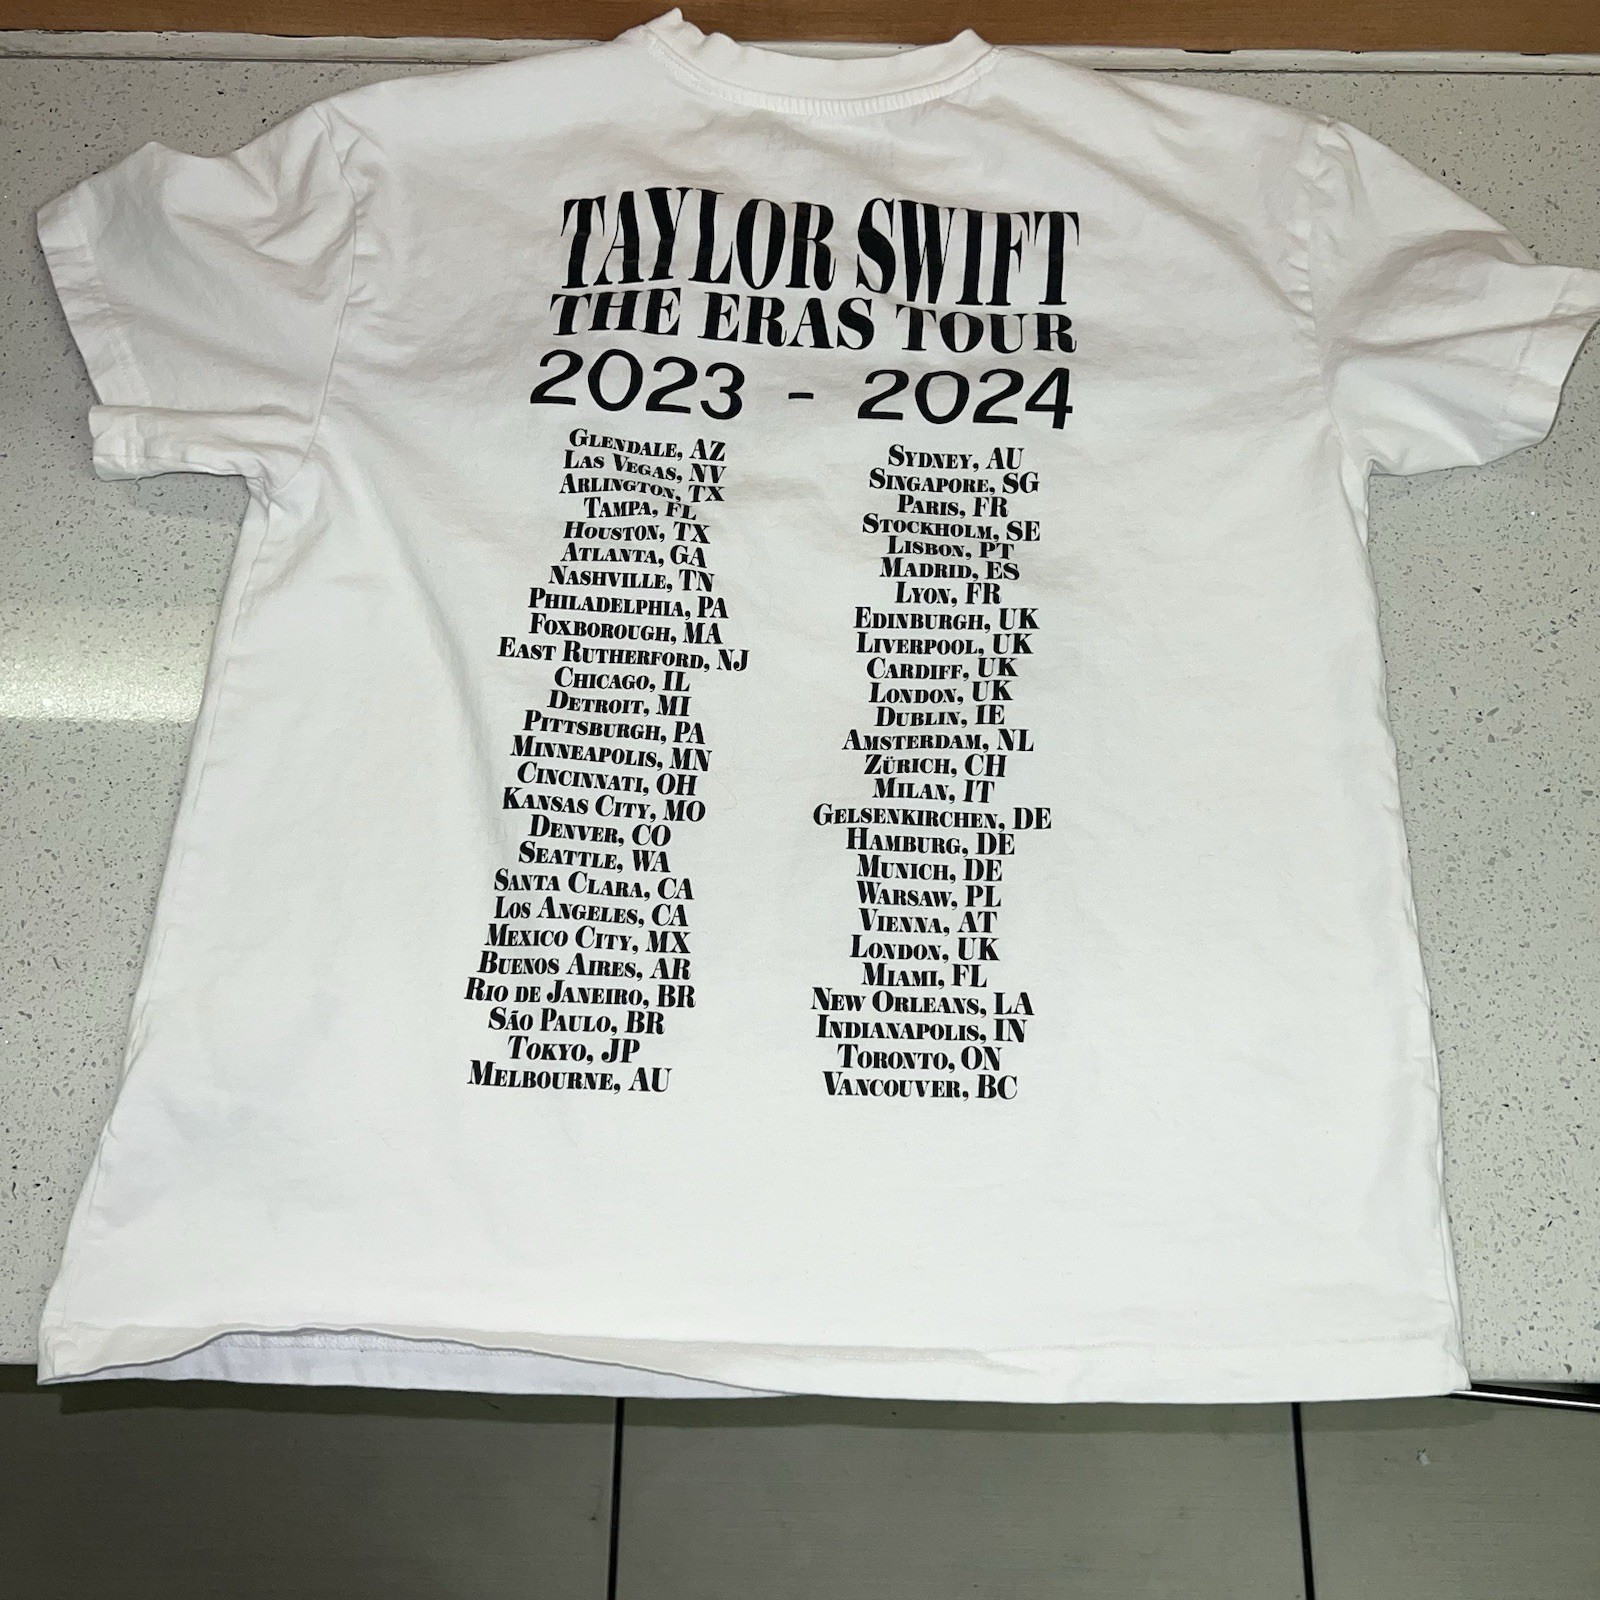 TAYLOR SWIFT
THE ERAS TOUR
2023 - 2024
GLENDALE, AZ
LAS VEGAS, NV
ARLINGTON, TX
TAMPA, FL
HOUSTON, TX
ATLANTA, GA
NASHVILLE, TN
PHILADELPHIA, PA
FOXBOROUGH, MA
EAST RUTHERFORD, NJ
CHICAGO, IL
DETROIT, MI
PITTSBURGH, PA
MINNEAPOLIS, MN
CINCINNATI, OH
KANSAS CITY, MO
DENVER, CO
SEATTLE, WA
SANTA CLARA, CA
LOS ANGELES, CA
MEXICO CITY, MX
BUENOS AIRES, AR
RIO DE JANEIRO, BR
SÃO PAULO, BR
TOKYO, JP
MELBOURNE, AU
SYDNEY, AU
SINGAPORE, SG
PARIS, FR
STOCKHOLM, SE
LISBON, PT
MADRID, ES
LYON, FR
EDINBURGH, UK
LIVERPOOL, UK
CARDIFF, UK
LONDON, UK
DUBLIN, IE
AMSTERDAM, NL
ZÜRICH, CH
MILAN, IT
GELSENKIRCHEN, DE
HAMBURG, DE
MUNICH, DE
WARSAW, PL
VIENNA, AT
LONDON, UK
MIAMI, FL
NEW ORLEANS, LA
INDIANAPOLIS, IN
TORONTO, ON
VANCOUVER, BC